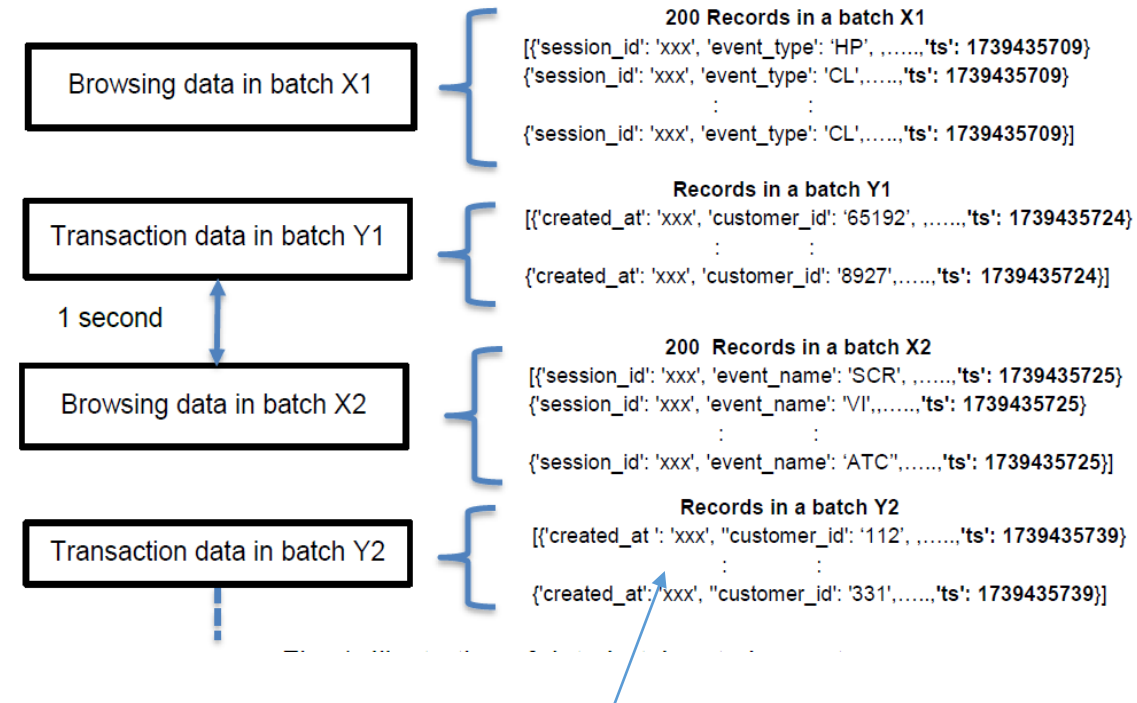 200 Records in a batch X1
Browsing data in batch X1
[{'session_id': 'xxx', 'event_type': ‘HP’, ,…..,'ts': 1739435709}
{'session_id': 'xxx', 'event_type': 'CL',…..,'ts': 1739435709}
: :
{'session_id': 'xxx', 'event_type': 'CL',…..,'ts': 1739435709}]
Records in a batch Y1
Transaction data in batch Y1
[{'created_at': 'xxx', 'customer_id': ‘65192’, ,…..,'ts': 1739435724}
: :
{'created_at': 'xxx', 'customer_id': '8927',…..,'ts': 1739435724}]
1 second
200 Records in a batch X2
Browsing data in batch X2
[{'session_id': 'xxx', 'event_name': 'SCR', ,…..,'ts': 1739435725}
{'session_id': 'xxx', 'event_name': 'VI',,…..,'ts': 1739435725}
: :
{'session_id': 'xxx', 'event_name': ‘ATC",…..,'ts': 1739435725}]
Records in a batch Y2
Transaction data in batch Y2
[{'created_at ': 'xxx', "customer_id': ‘112’, ,…..,'ts': 1739435739}
: :
{'created_at': 'xxx', "customer_id': '331',…..,'ts': 1739435739}]